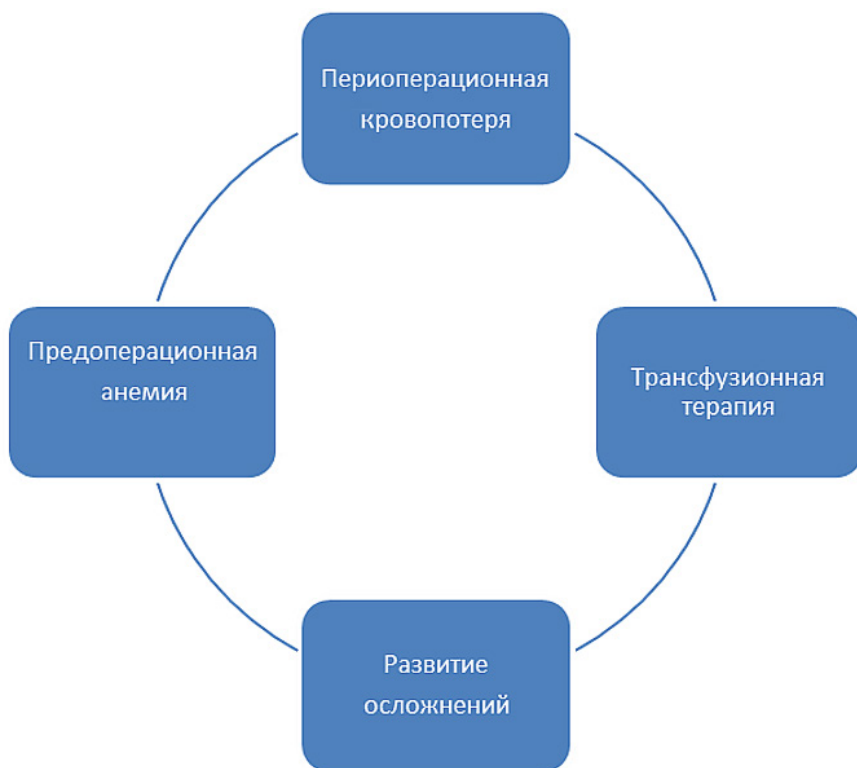 Периоперационная
кровопотеря
Предоперационная
анемия
Трансфузионная
терапия
Развитие
осложнений